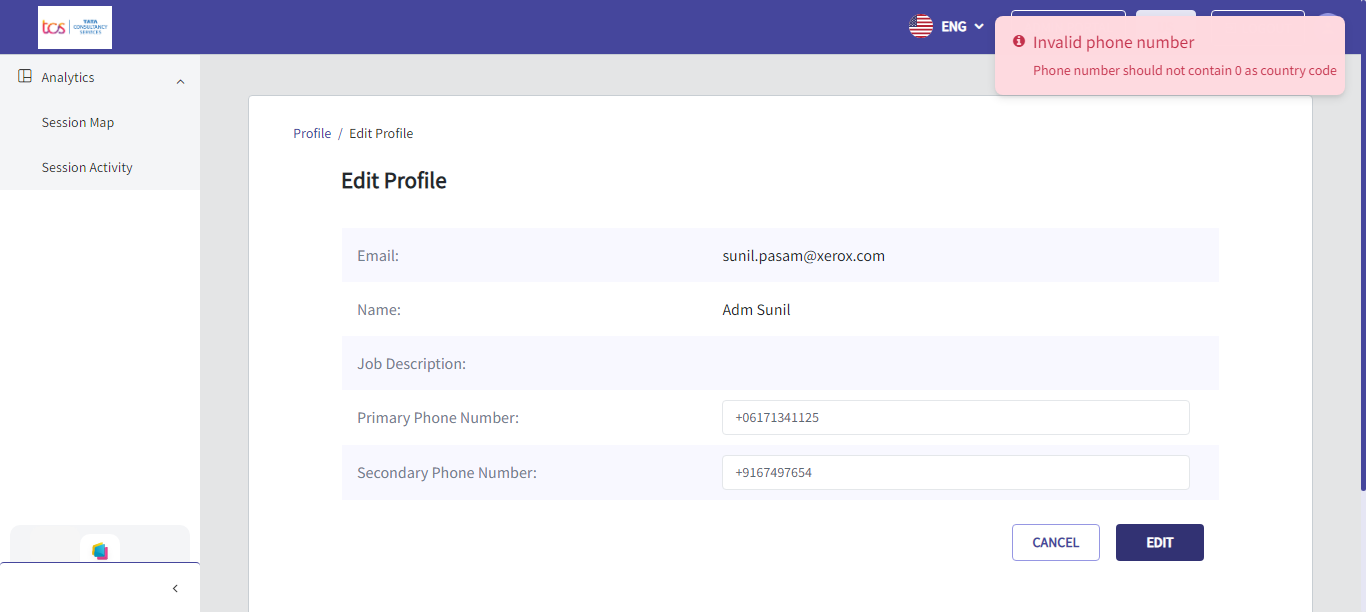 tcs
TATA
CONSULTANCY
SERVICES
ENG
Invalid phone number
Phone number should not contain 0 as country code
Analytics
Session Map
Session Activity
Profile / Edit Profile
Edit Profile
Email: sunil.pasam@xerox.com
Name: Adm Sunil
Job Description:
Primary Phone Number: +06171341125
Secondary Phone Number: +9167497654
CANCEL EDIT